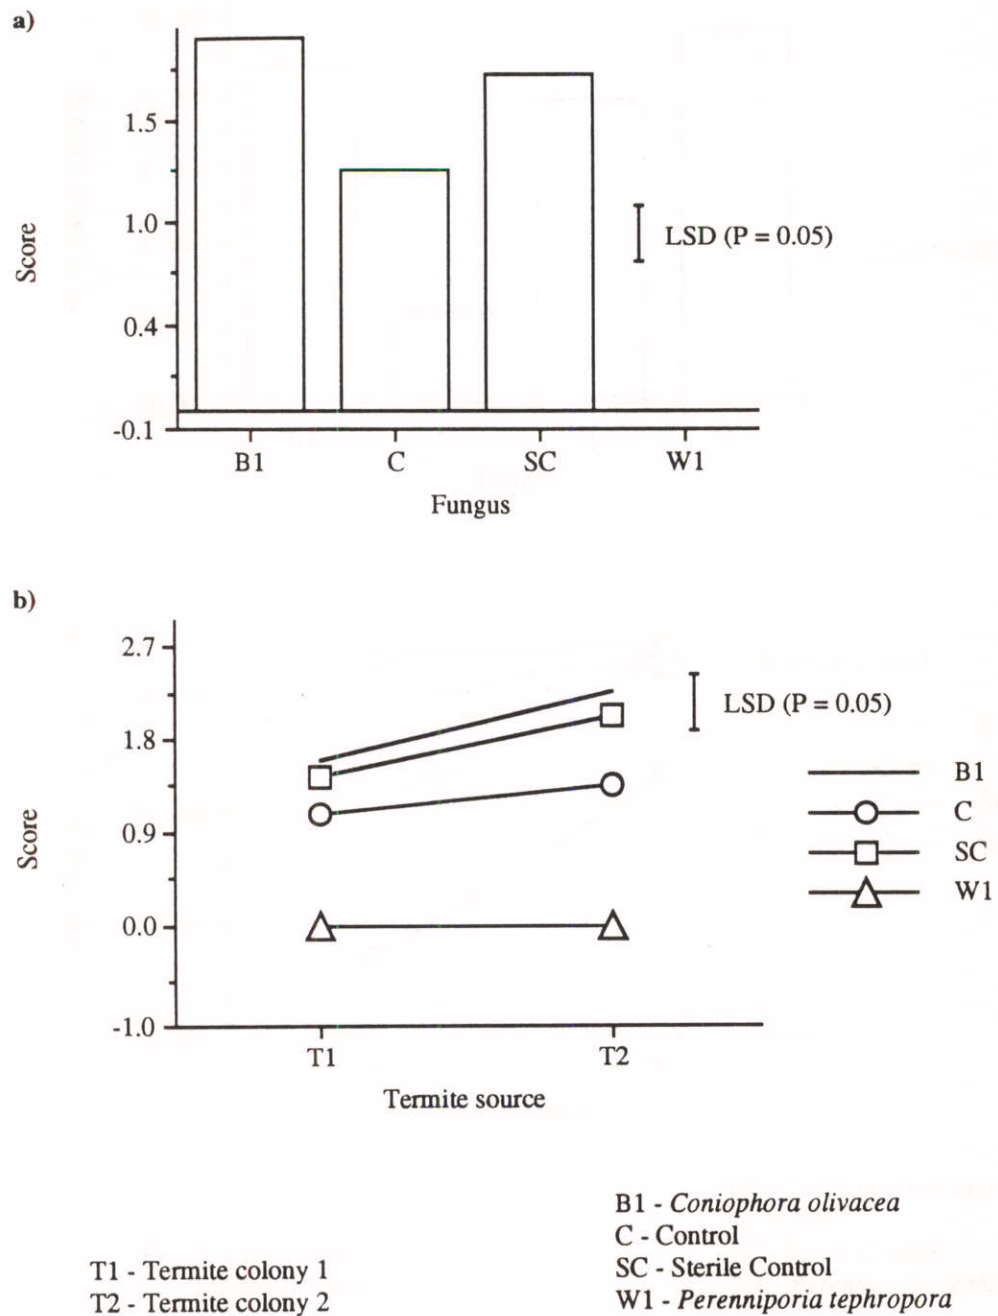 a)
1.5
1.0
0.4
-0.1
Score
LSD (P = 0.05)
B1 C SC W1
Fungus
b)
2.7
1.8
0.9
0.0
-1.0
Score
LSD (P = 0.05)
B1
C
SC
W1
T1 T2
Termite source
T1 - Termite colony 1
T2 - Termite colony 2
B1 - Coniophora olivacea
C - Control
SC - Sterile Control
W1 - Perenniporia tephropora